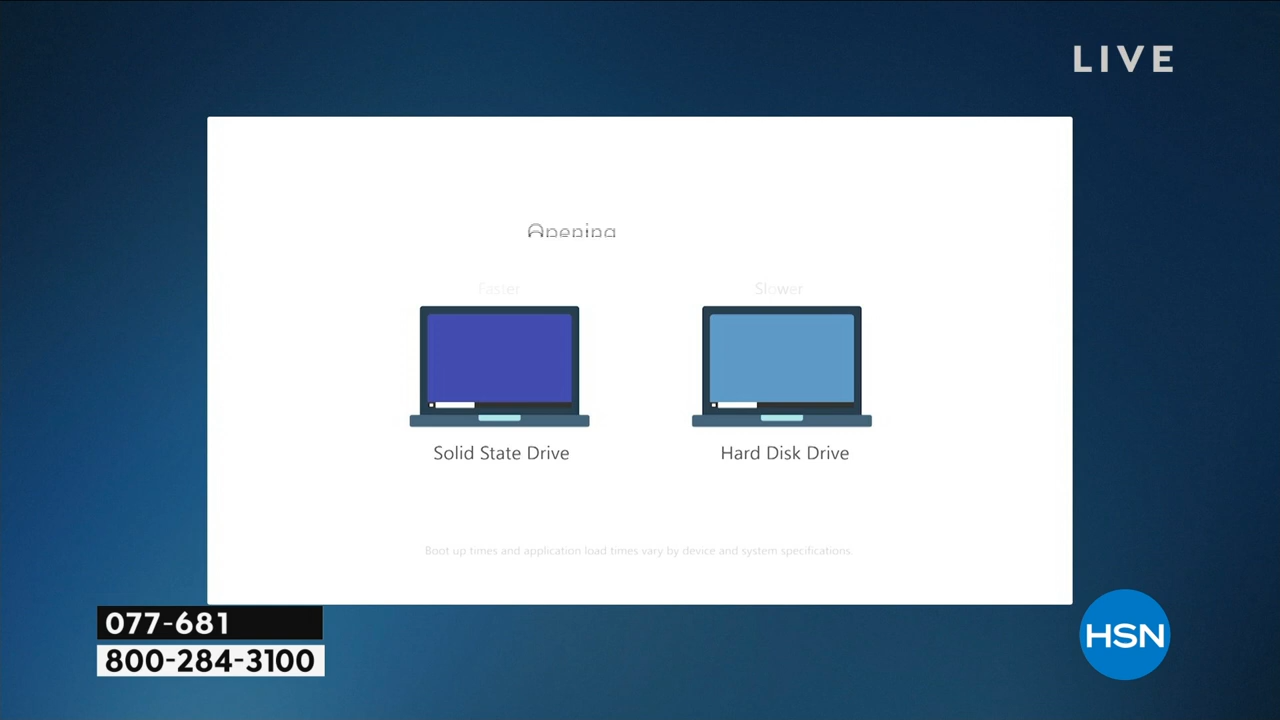 LIVE
Opening
Faster
Slower
Solid State Drive
Hard Disk Drive
Boot up times and application load times vary by device and system specifications.
077-681
800-284-3100
HSN